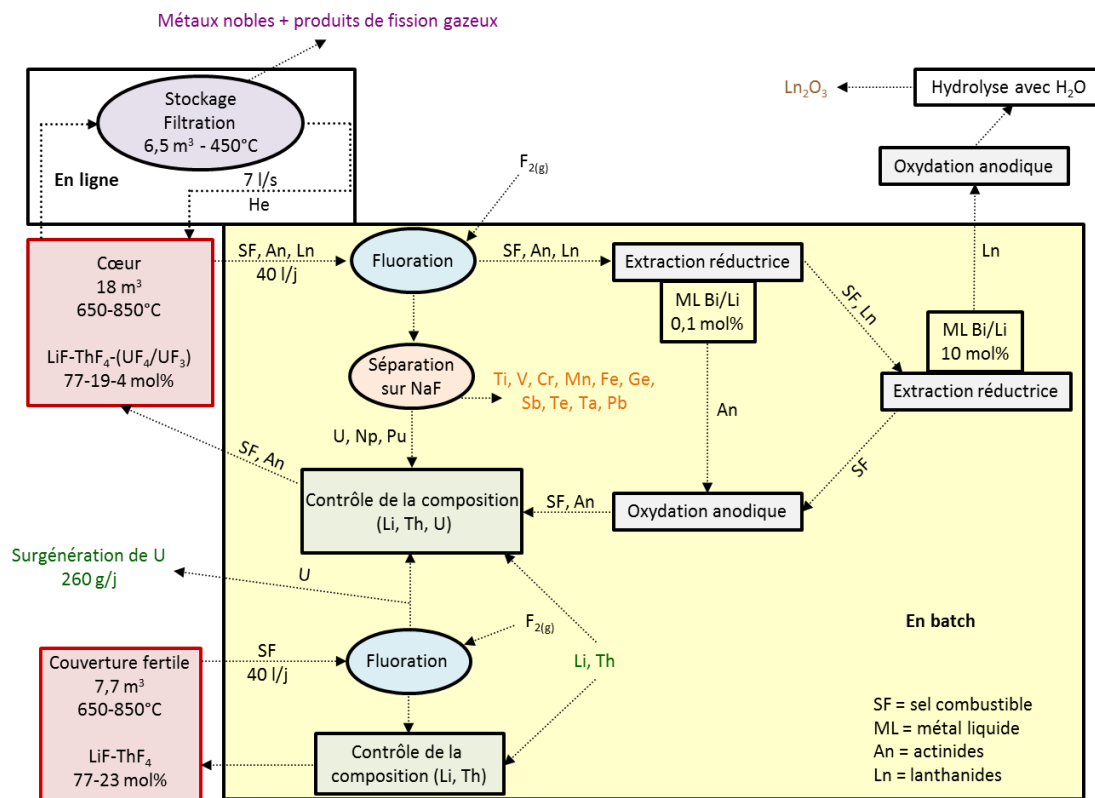 Métaux nobles + produits de fission gazeux
Stockage
Filtration
6,5 m³ - 450°C
En ligne
7 l/s
He
Ln₂O₃
Hydrolyse avec H₂O
Oxydation anodique
Ln
F₂(g)
Cœur
18 m³
650-850°C
LiF-ThF₄-(UF₄/UF₃)
77-19-4 mol%
SF, An, Ln
40 l/j
Fluoration
SF, An, Ln
Extraction réductrice
ML Bi/Li
0,1 mol%
SF, Ln
ML Bi/Li
10 mol%
Extraction réductrice
Séparation
sur NaF
Ti, V, Cr, Mn, Fe, Ge,
Sb, Te, Ta, Pb
An
U, Np, Pu
SF, An
SF
Contrôle de la composition
(Li, Th, U)
SF, An
Oxydation anodique
Surgénération de U
260 g/j
U
F₂(g)
En batch
Couverture fertile
7,7 m³
650-850°C
LiF-ThF₄
77-23 mol%
SF
40 l/j
Fluoration
Li, Th
Contrôle de la
composition (Li, Th)
SF = sel combustible
ML = métal liquide
An = actinides
Ln = lanthanides